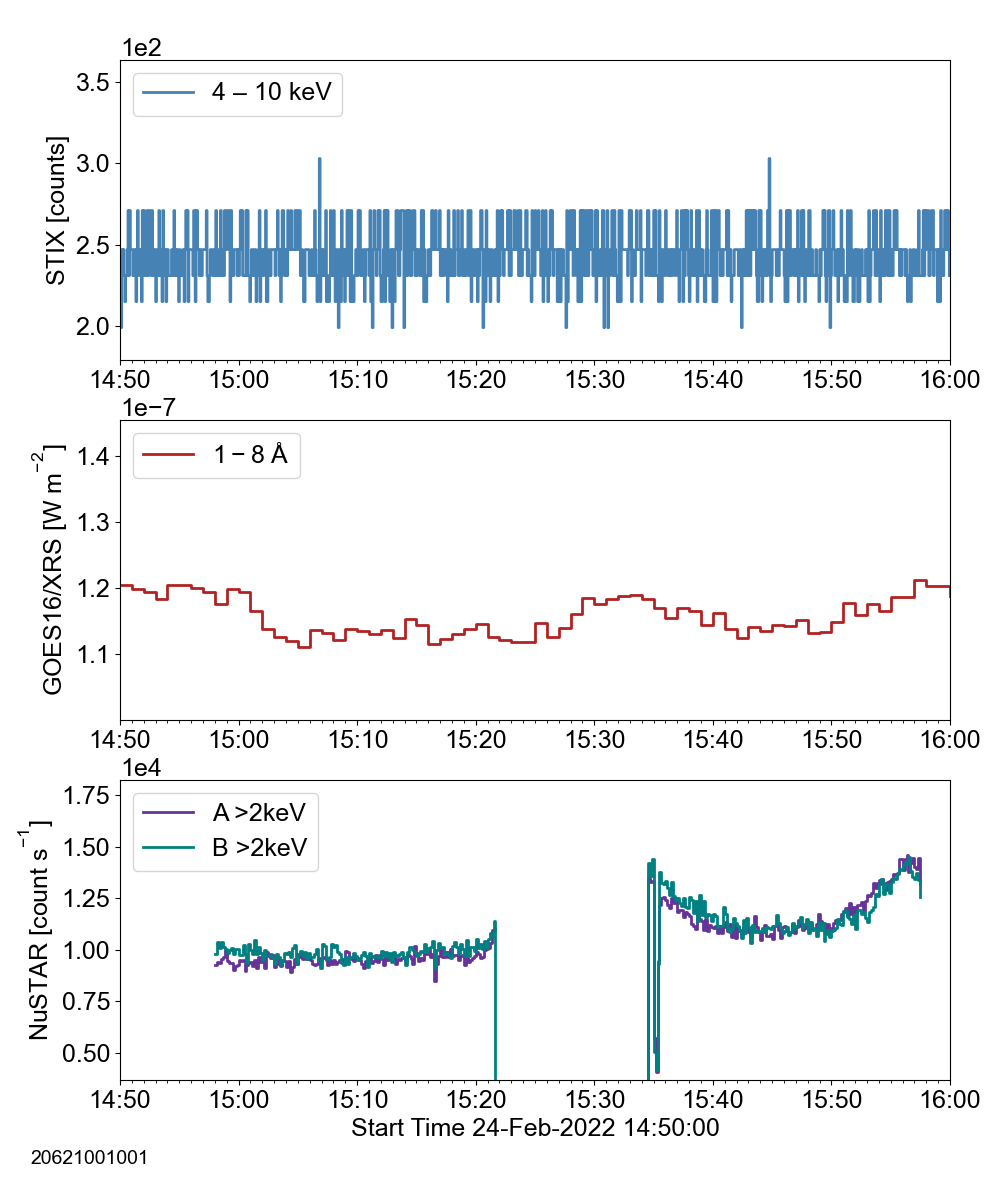 1e2
3.5
3.0
2.5
2.0
STIX [counts]
4 – 10 keV
14:50 15:00 15:10 15:20 15:30 15:40 15:50 16:00
1e−7
1.4
1.3
1.2
1.1
GOES16/XRS [W m⁻²]
1 – 8 Å
14:50 15:00 15:10 15:20 15:30 15:40 15:50 16:00
1e4
1.75
1.50
1.25
1.00
0.75
0.50
NuSTAR [count s⁻¹]
A >2keV
B >2keV
14:50 15:00 15:10 15:20 15:30 15:40 15:50 16:00
Start Time 24-Feb-2022 14:50:00
20621001001